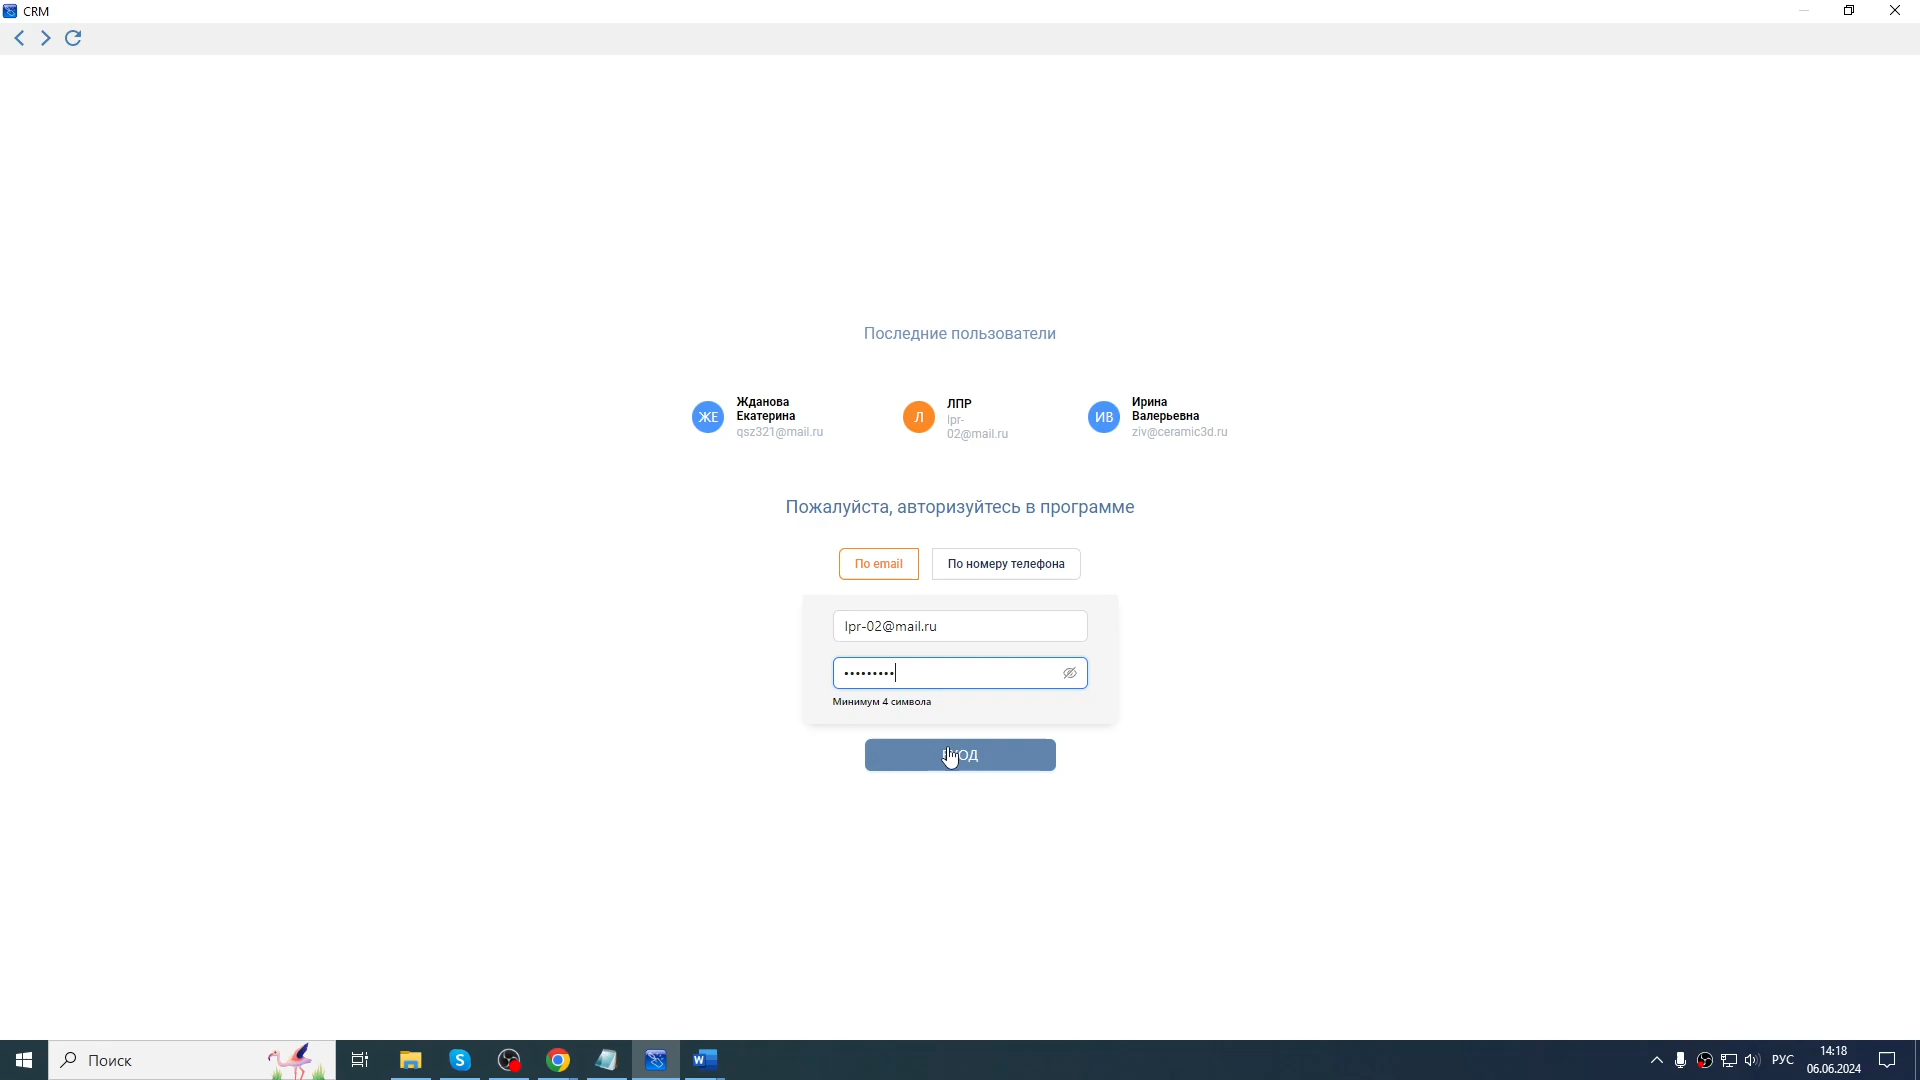 CRM
Последние пользователи
ЖЕ
Жданова
Екатерина
qsz321@mail.ru
Л
ЛПР
lpr-
02@mail.ru
ИВ
Ирина
Валерьевна
ziv@ceramic3d.ru
Пожалуйста, авторизуйтесь в программе
По email
По номеру телефона
lpr-02@mail.ru
•••••••••
Минимум 4 символа
Поиск
РУС
14:18
06.06.2024